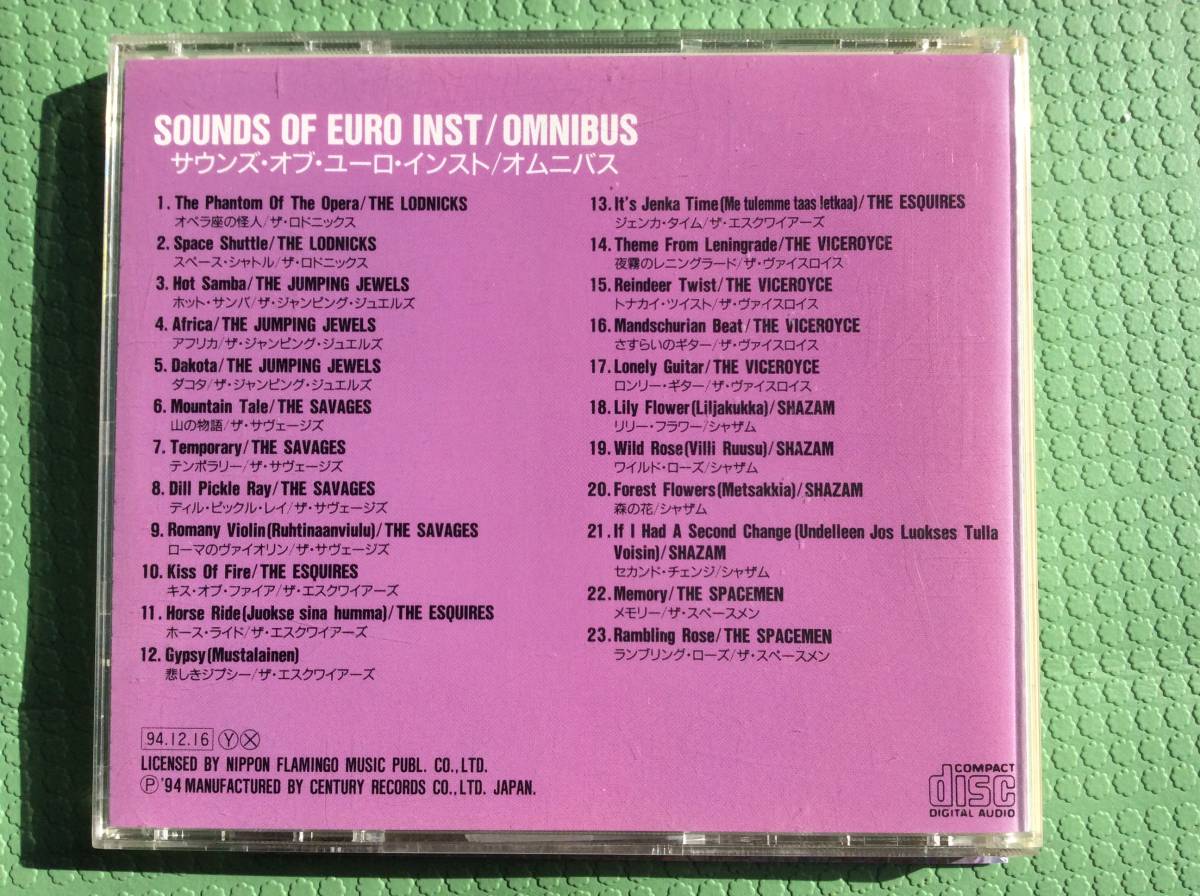 SOUNDS OF EURO INST/OMNIBUS
サウンズ・オブ・ユーロ・インスト/オムニバス
1. The Phantom Of The Opera/THE LODNICKS
オペラ座の怪人/ザ・ロドニックス
2. Space Shuttle/THE LODNICKS
スペース・シャトル/ザ・ロドニックス
3. Hot Samba/THE JUMPING JEWELS
ホット・サンバ/ザ・ジャンピング・ジュエルズ
4. Africa/THE JUMPING JEWELS
アフリカ/ザ・ジャンピング・ジュエルズ
5. Dakota/THE JUMPING JEWELS
ダコタ/ザ・ジャンピング・ジュエルズ
6. Mountain Tale/THE SAVAGES
山の物語/ザ・サヴェージズ
7. Temporary/THE SAVAGES
テンポラリー/ザ・サヴェージズ
8. Dill Pickle Ray/THE SAVAGES
ディル・ピックル・レイ/ザ・サヴェージズ
9. Romany Violin(Ruhtinaanviulu)/THE SAVAGES
ローマのヴァイオリン/ザ・サヴェージズ
10. Kiss Of Fire/THE ESQUIRES
キス・オブ・ファイア/ザ・エスクワイアーズ
11. Horse Ride(Juokse sina humma)/THE ESQUIRES
ホース・ライド/ザ・エスクワイアーズ
12. Gypsy(Mustalainen)
悲しきジプシー/ザ・エスクワイアーズ
13. It's Jenka Time(Me tulemme taas letkaa)/THE ESQUIRES
ジェンカ・タイム/ザ・エスクワイアーズ
14. Theme From Leningrade/THE VICEROYCE
夜霧のレニングラード/ザ・ヴァイスロイス
15. Reindeer Twist/THE VICEROYCE
トナカイ・ツイスト/ザ・ヴァイスロイス
16. Mandschurian Beat/THE VICEROYCE
さすらいのギター/ザ・ヴァイスロイス
17. Lonely Guitar/THE VICEROYCE
ロンリー・ギター/ザ・ヴァイスロイス
18. Lily Flower(Liljakukka)/SHAZAM
リリー・フラワー/シャザム
19. Wild Rose(Villi Ruusu)/SHAZAM
ワイルド・ローズ/シャザム
20. Forest Flowers(Metsakkia)/SHAZAM
森の花/シャザム
21. If I Had A Second Change(Undelleen Jos Luokses Tulla
Voisin)/SHAZAM
セカンド・チェンジ/シャザム
22. Memory/THE SPACEMEN
メモリー/ザ・スペースメン
23. Rambling Rose/THE SPACEMEN
ランブリング・ローズ/ザ・スペースメン
94.12.16 Ⓨ Ⓧ
LICENSED BY NIPPON FLAMINGO MUSIC PUBL. CO.,LTD.
Ⓟ '94 MANUFACTURED BY CENTURY RECORDS CO.,LTD. JAPAN.
COMPACT
disc
DIGITAL AUDIO